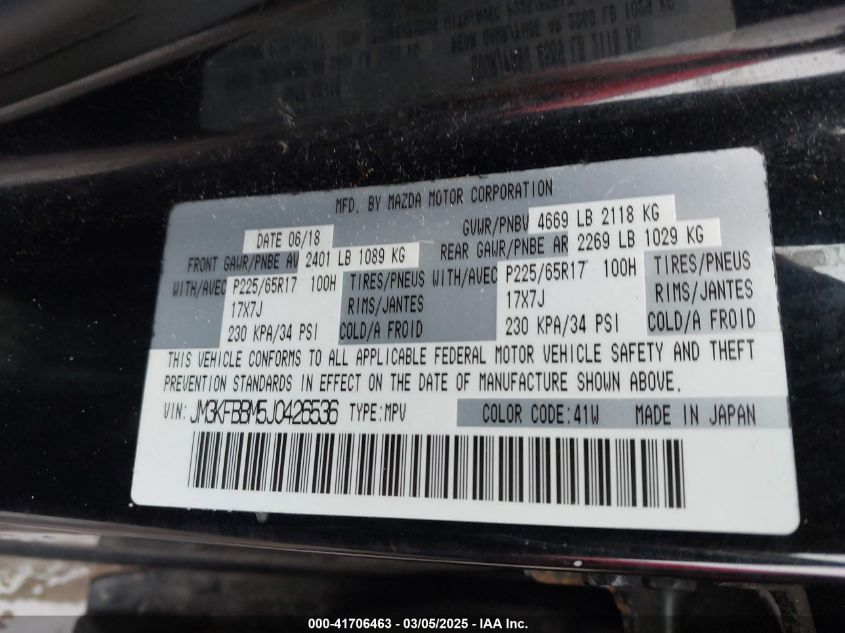 MFD. BY MAZDA MOTOR CORPORATION
DATE 06/18 GVWR/PNBV 4669 LB 2118 KG
FRONT GAWR/PNBE AV 2401 LB 1089 KG REAR GAWR/PNBE AR 2269 LB 1029 KG
WITH/AVEC P225/65R17 100H TIRES/PNEUS WITH/AVEC P225/65R17 100H TIRES/PNEUS
17X7J RIMS/JANTES 17X7J RIMS/JANTES
230 KPA/34 PSI COLD/A FROID 230 KPA/34 PSI COLD/A FROID
THIS VEHICLE CONFORMS TO ALL APPLICABLE FEDERAL MOTOR VEHICLE SAFETY AND THEFT
PREVENTION STANDARDS IN EFFECT ON THE DATE OF MANUFACTURE SHOWN ABOVE.
VIN: JM3KFBBM5J0426536 TYPE:MPV COLOR CODE:41W MADE IN JAPAN
000-41706463 - 03/05/2025 - IAA Inc.